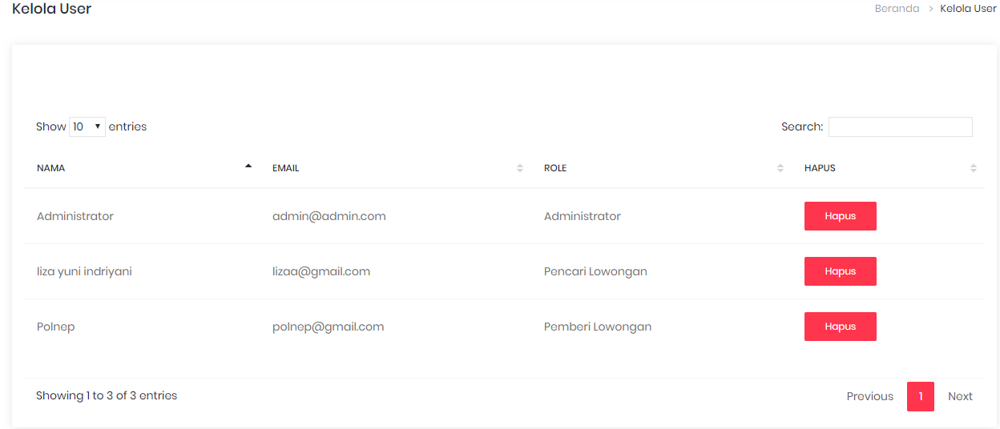 Kelola User
Beranda > Kelola User
Show 10 entries
Search:
NAMA EMAIL ROLE HAPUS
Administrator admin@admin.com Administrator Hapus
liza yuni indriyani lizaa@gmail.com Pencari Lowongan Hapus
Polnep polnep@gmail.com Pemberi Lowongan Hapus
Showing 1 to 3 of 3 entries
Previous 1 Next